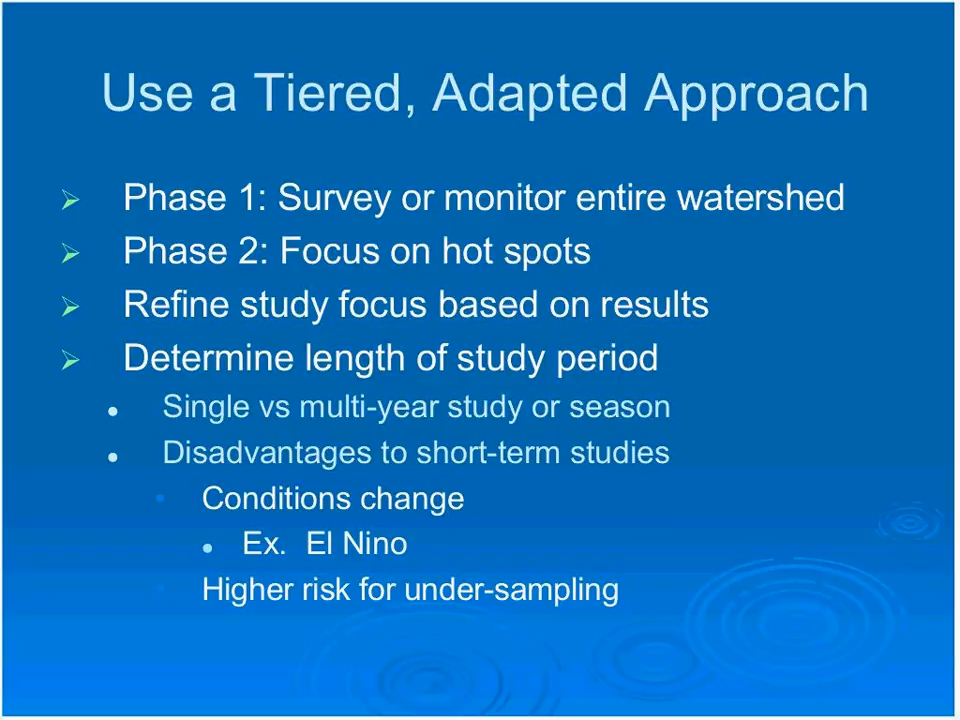 Use a Tiered, Adapted Approach
Phase 1: Survey or monitor entire watershed
Phase 2: Focus on hot spots
Refine study focus based on results
Determine length of study period
Single vs multi-year study or season
Disadvantages to short-term studies
Conditions change
Ex. El Nino
Higher risk for under-sampling